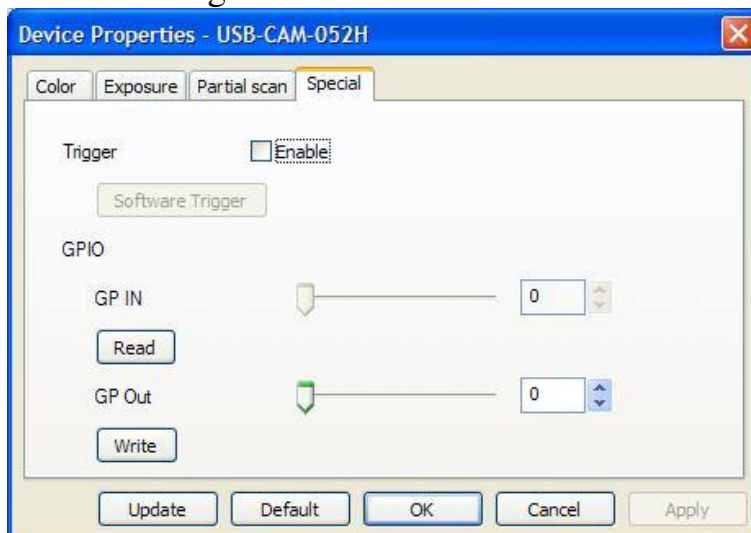 Device Properties - USB-CAM-052H
Color Exposure Partial scan Special
Trigger Enable
Software Trigger
GPIO
GP IN 0
Read
GP Out 0
Write
Update Default OK Cancel Apply